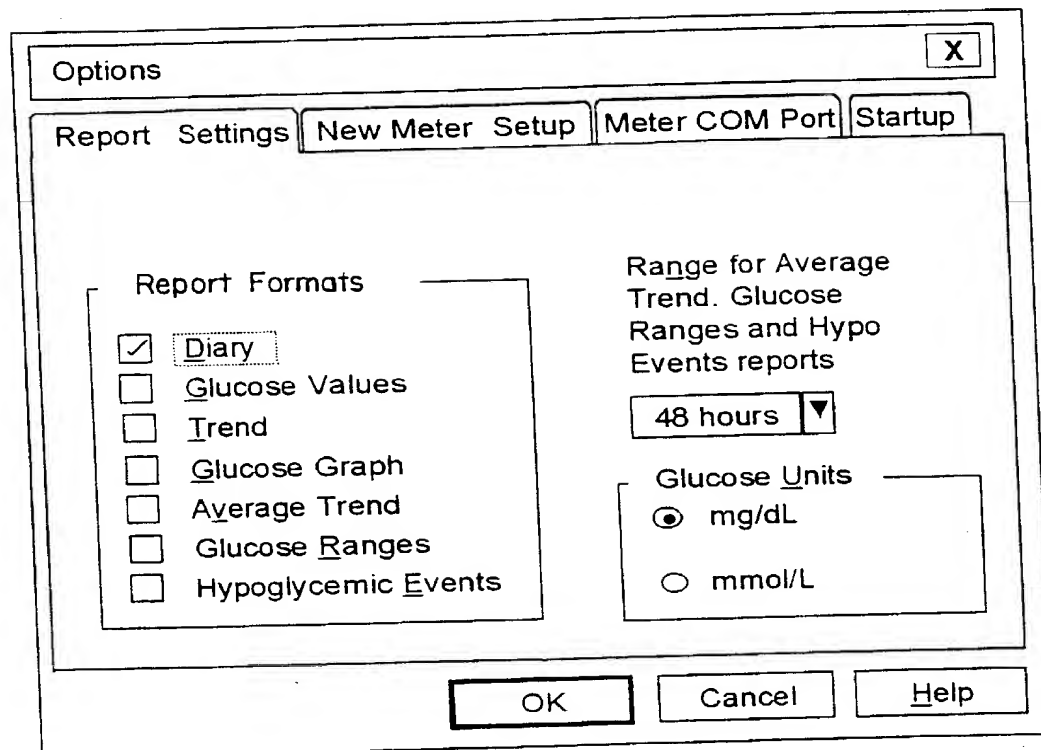 Options X
Report Settings New Meter Setup Meter COM Port Startup
Report Formats
Diary
Glucose Values
Trend
Glucose Graph
Average Trend
Glucose Ranges
Hypoglycemic Events
Range for Average
Trend. Glucose
Ranges and Hypo
Events reports
48 hours
Glucose Units
mg/dL
mmol/L
OK Cancel Help